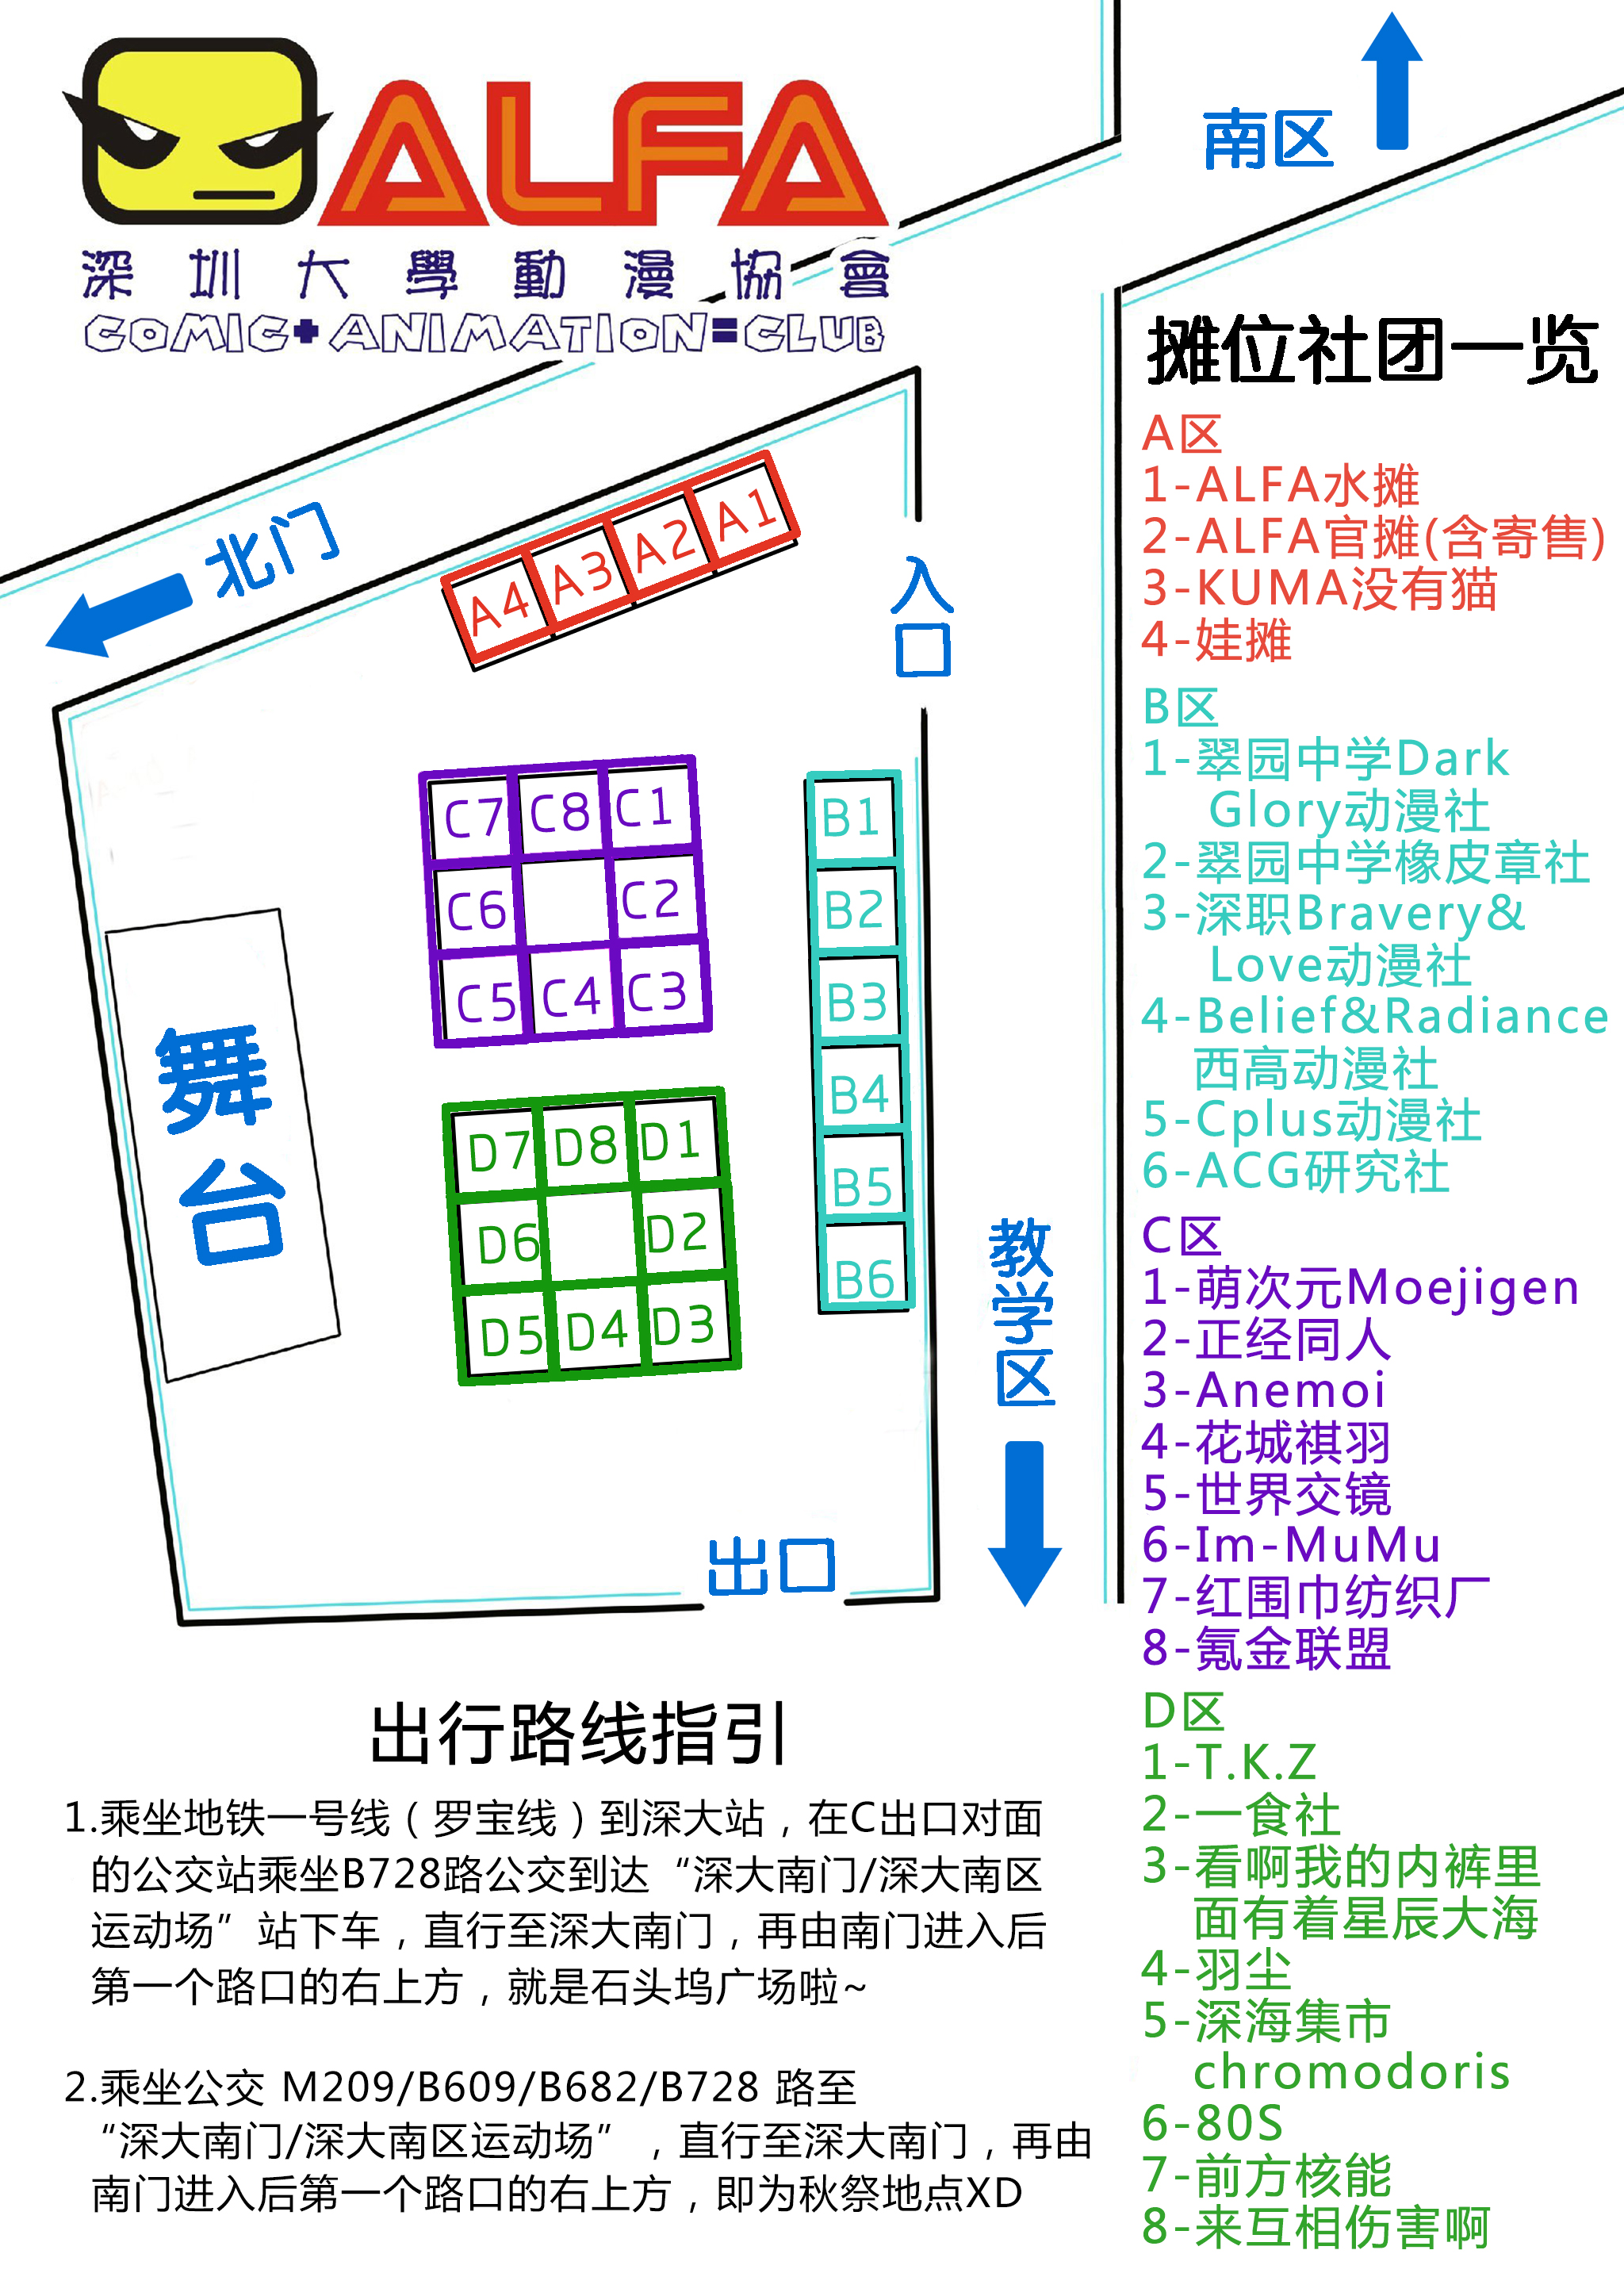 ALFA
深圳大學動漫協會
COMIC+ANIMATION=CLUB
南区
北门
A4 A3 A2 A1
入口
C7 C8 C1
C6 C2
C5 C4 C3
B1
B2
B3
B4
B5
B6
D7 D8 D1
D6 D2
D5 D4 D3
舞台
教学区
出口
摊位社团一览
A区
1-ALFA水摊
2-ALFA官摊(含寄售)
3-KUMA没有猫
4-娃摊
B区
1-翠园中学Dark
Glory动漫社
2-翠园中学橡皮章社
3-深职Bravery&
Love动漫社
4-Belief&Radiance
西高动漫社
5-Cplus动漫社
6-ACG研究社
C区
1-萌次元Moejigen
2-正经同人
3-Anemoi
4-花城祺羽
5-世界交镜
6-Im-MuMu
7-红围巾纺织厂
8-氪金联盟
D区
1-T.K.Z
2-一食社
3-看啊我的内裤里
面有着星辰大海
4-羽尘
5-深海集市
chromodoris
6-80S
7-前方核能
8-来互相伤害啊
出行路线指引
1.乘坐地铁一号线（罗宝线）到深大站，在C出口对面
的公交站乘坐B728路公交到达“深大南门/深大南区
运动场”站下车，直行至深大南门，再由南门进入后
第一个路口的右上方，就是石头坞广场啦~
2.乘坐公交 M209/B609/B682/B728 路至
“深大南门/深大南区运动场”，直行至深大南门，再由
南门进入后第一个路口的右上方，即为秋祭地点XD